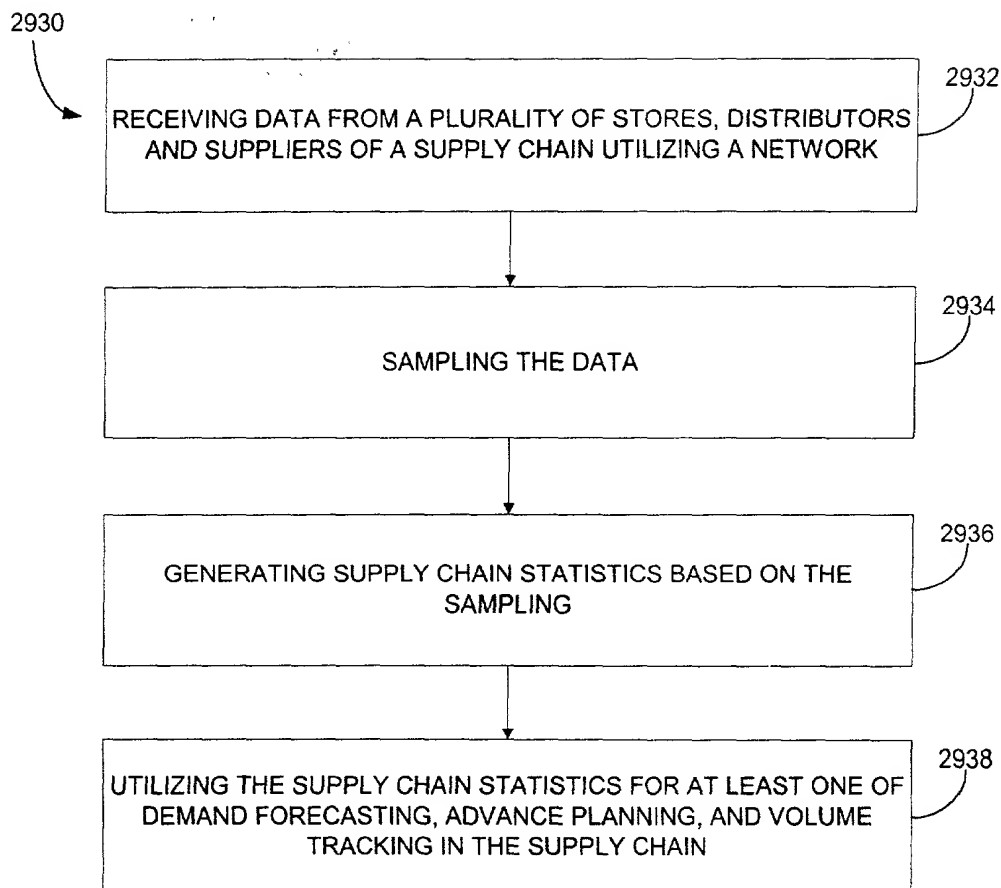 2930
2932
RECEIVING DATA FROM A PLURALITY OF STORES, DISTRIBUTORS
AND SUPPLIERS OF A SUPPLY CHAIN UTILIZING A NETWORK
2934
SAMPLING THE DATA
2936
GENERATING SUPPLY CHAIN STATISTICS BASED ON THE
SAMPLING
2938
UTILIZING THE SUPPLY CHAIN STATISTICS FOR AT LEAST ONE OF
DEMAND FORECASTING, ADVANCE PLANNING, AND VOLUME
TRACKING IN THE SUPPLY CHAIN